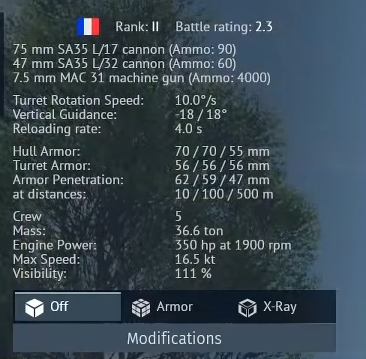 Rank: II Battle rating: 2.3
75 mm SA35 L/17 cannon (Ammo: 90)
47 mm SA35 L/32 cannon (Ammo: 60)
7.5 mm MAC 31 machine gun (Ammo: 4000)
Turret Rotation Speed: 10.0°/s
Vertical Guidance: -18 / 18°
Reloading rate: 4.0 s
Hull Armor: 70 / 70 / 55 mm
Turret Armor: 56 / 56 / 56 mm
Armor Penetration: 62 / 59 / 47 mm
at distances: 10 / 100 / 500 m
Crew 5
Mass: 36.6 ton
Engine Power: 350 hp at 1900 rpm
Max Speed: 16.5 kt
Visibility: 111 %
Off Armor X-Ray
Modifications